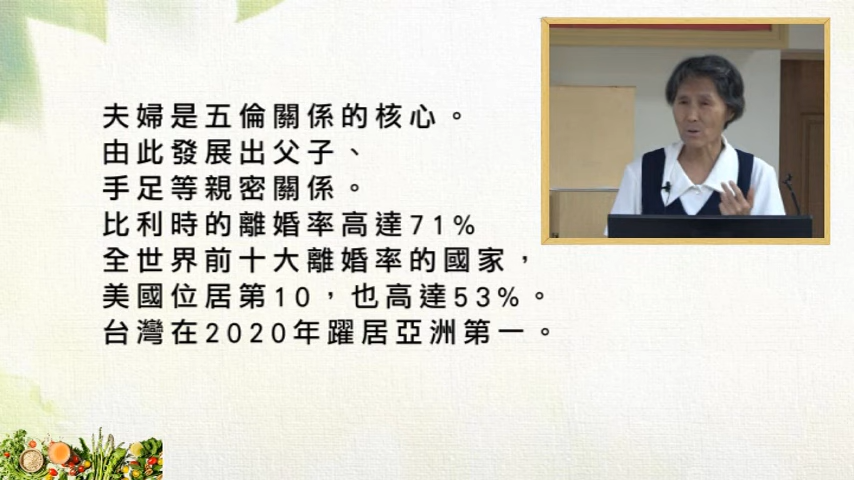 夫婦是五倫關係的核心。
由此發展出父子、
手足等親密關係。
比利時的離婚率高達71%
全世界前十大離婚率的國家，
美國位居第10，也高達53%。
台灣在2020年躍居亞洲第一。